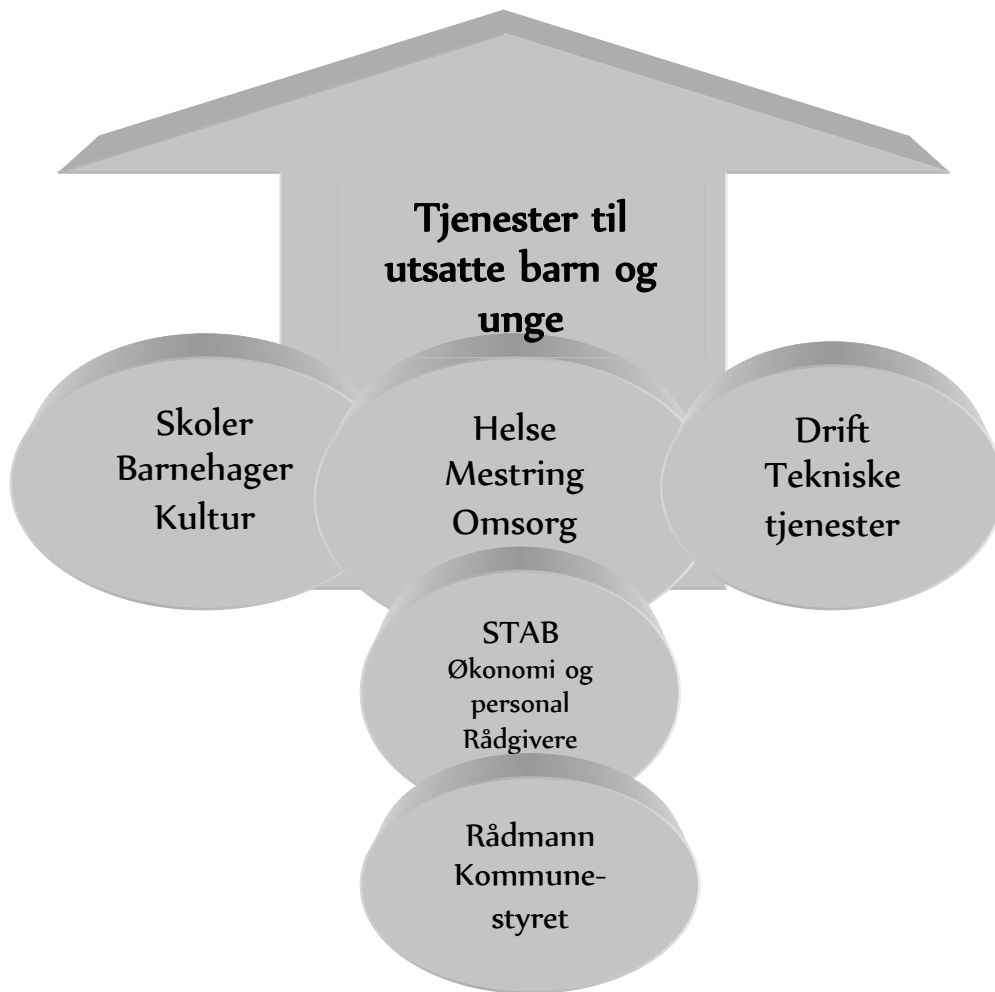 Tjenester til
utsatte barn og
unge
Skoler
Barnehager
Kultur
Helse
Mestring
Omsorg
Drift
Tekniske
tjenester
STAB
Økonomi og
personal
Rådgivere
Rådmann
Kommune-
styret